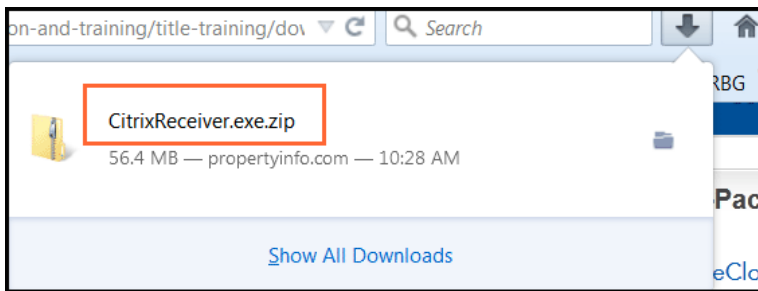 on-and-training/title-training/dov
Search
RBG
CitrixReceiver.exe.zip
56.4 MB — propertyinfo.com — 10:28 AM
Pac
Show All Downloads
eClo